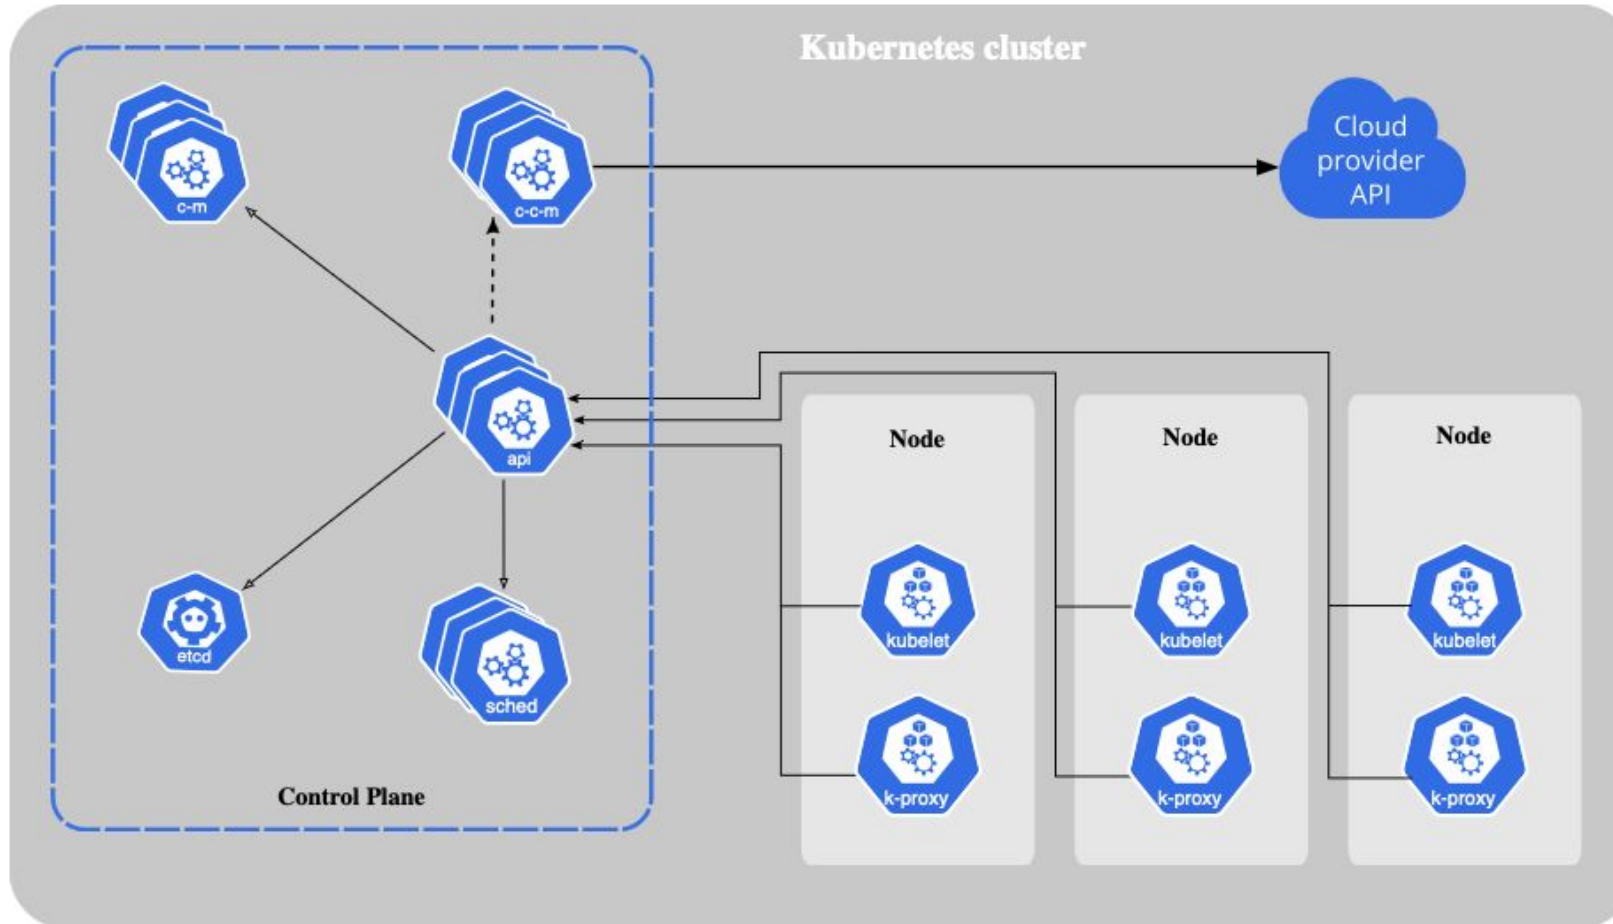 Kubernetes cluster
c-m
c-c-m
Cloud
provider
API
api
etcd
sched
Control Plane
Node
kubelet
k-proxy
Node
kubelet
k-proxy
Node
kubelet
k-proxy